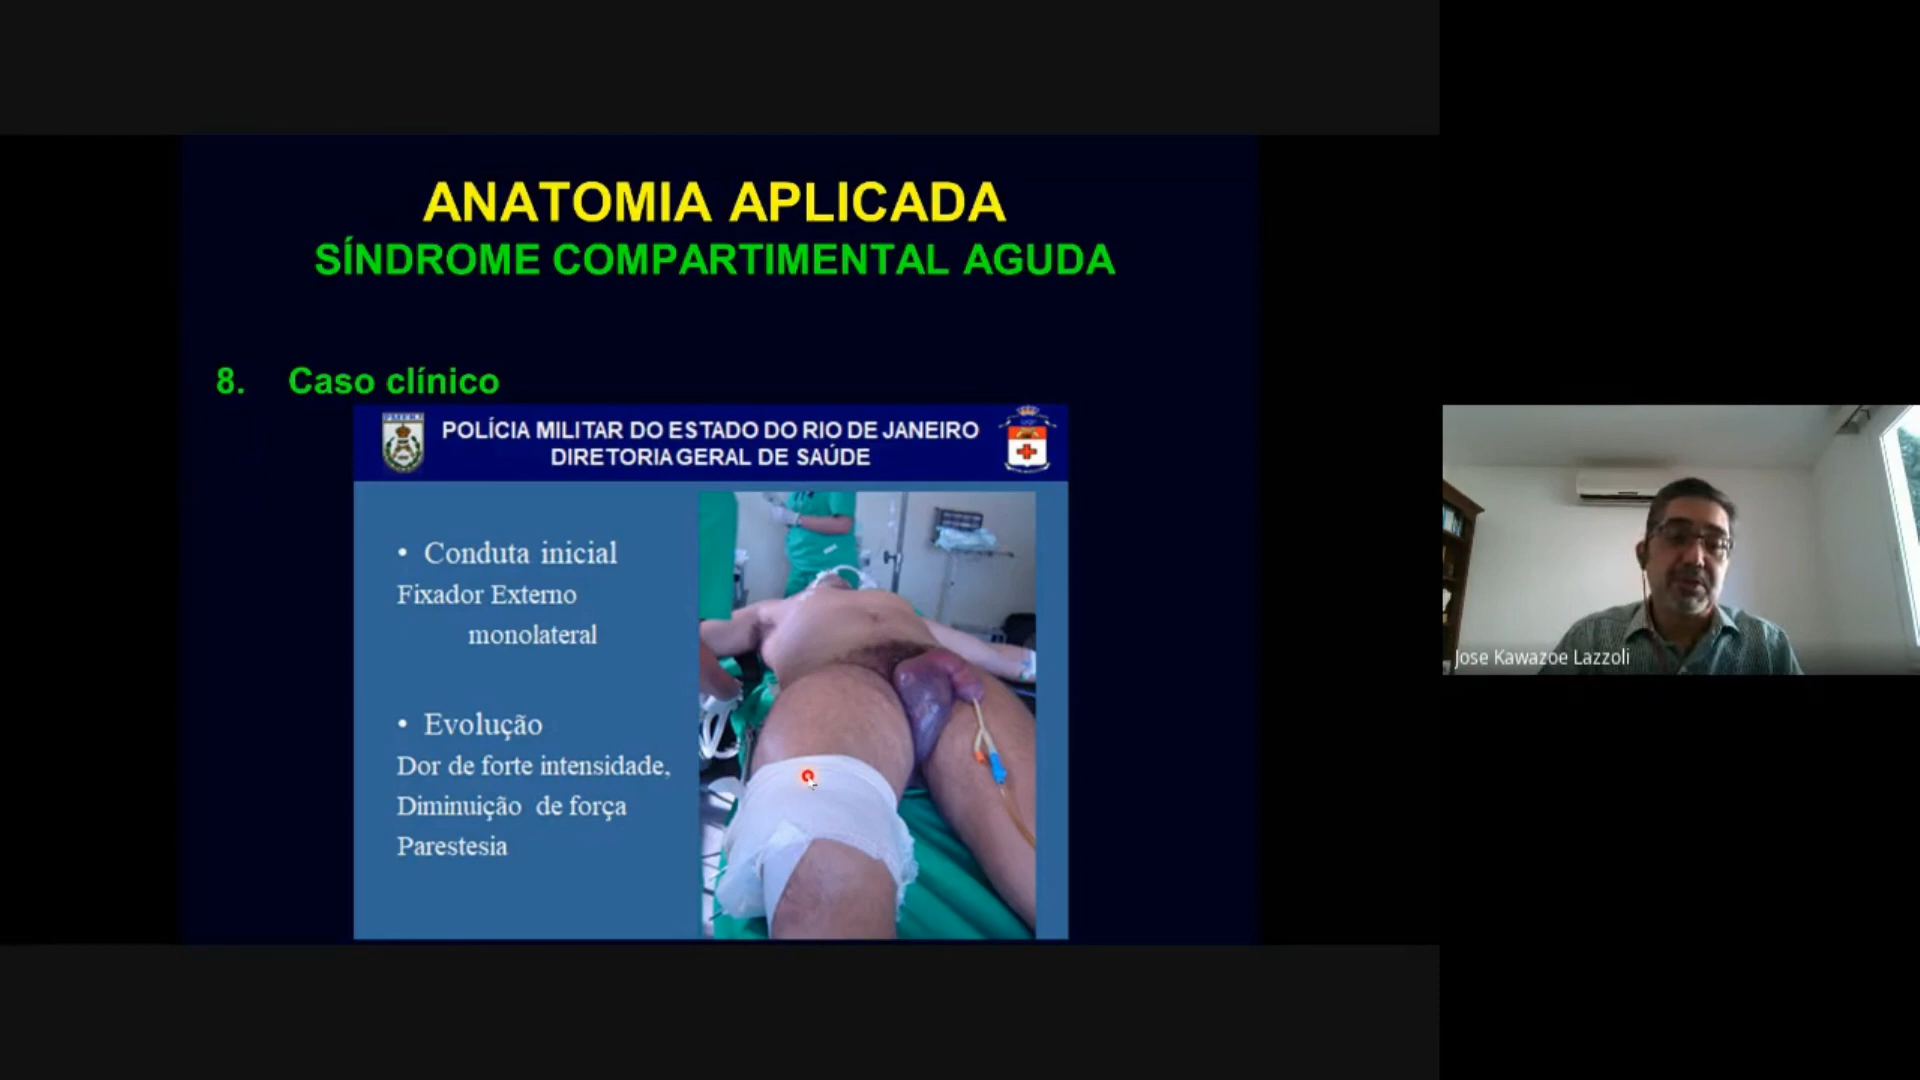 ANATOMIA APLICADA
SÍNDROME COMPARTIMENTAL AGUDA
8. Caso clínico
POLÍCIA MILITAR DO ESTADO DO RIO DE JANEIRO
DIRETORIA GERAL DE SAÚDE
• Conduta inicial
Fixador Externo
monolateral
• Evolução
Dor de forte intensidade,
Diminuição de força
Parestesia
Jose Kawazoe Lazzoli